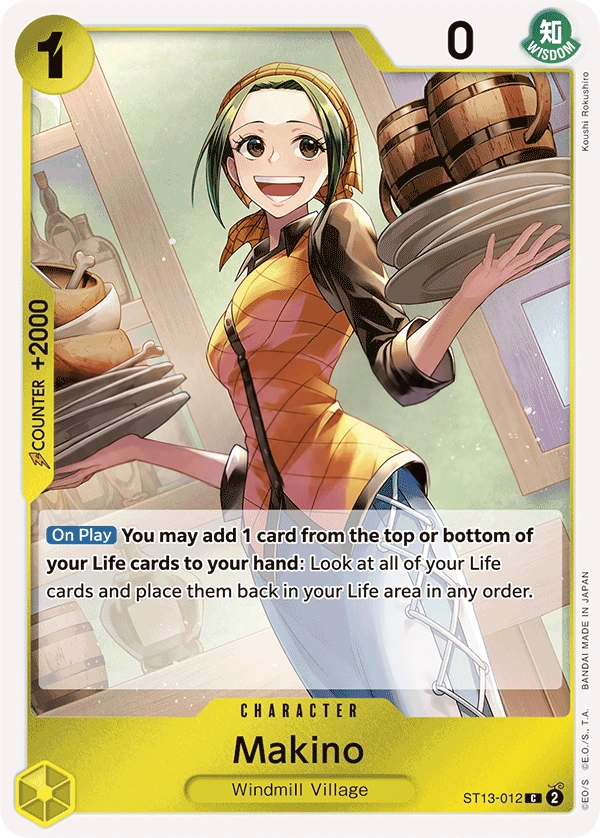 1
0
知
WISDOM
Koushi Rokushiro
COUNTER +2000
On Play You may add 1 card from the top or bottom of
your Life cards to your hand: Look at all of your Life
cards and place them back in your Life area in any order.
CHARACTER
Makino
Windmill Village
ST13-012 C 2
©E.O/S ©E.O./S., T.A. BANDAI MADE IN JAPAN